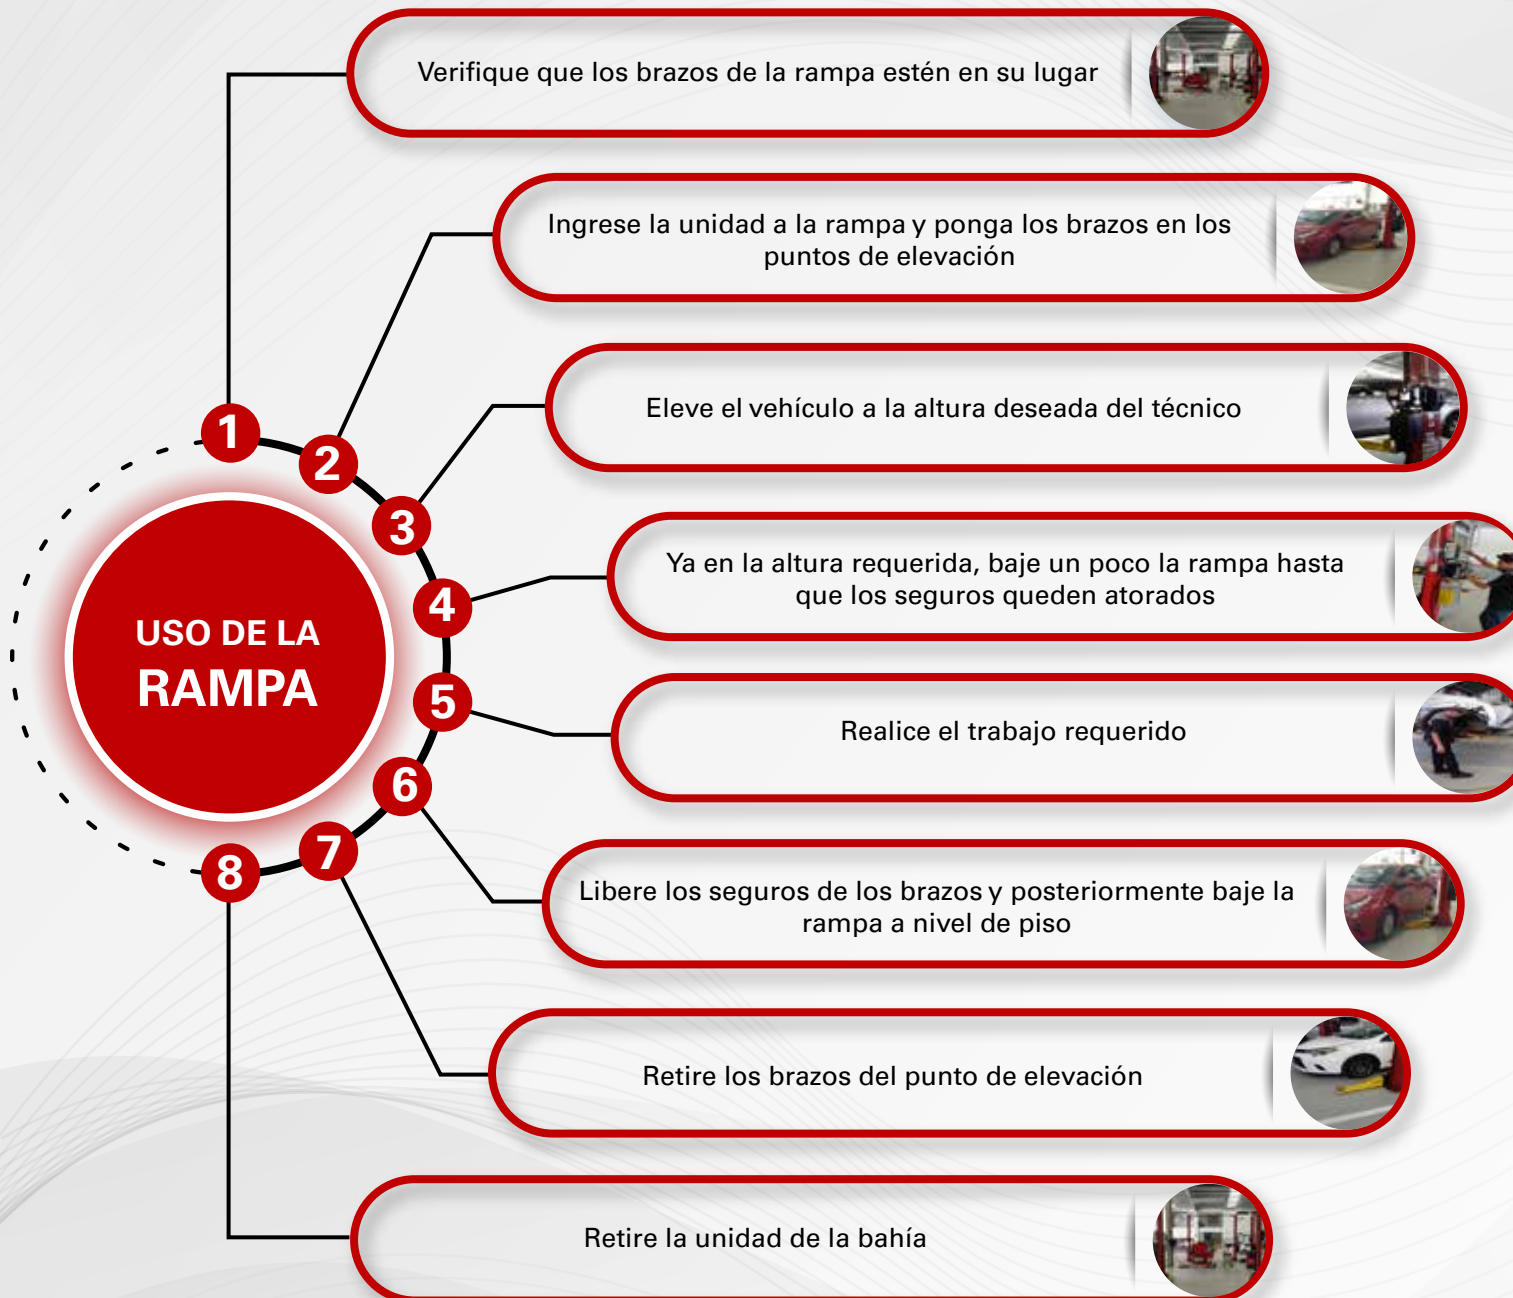 Verifique que los brazos de la rampa estén en su lugar
Ingrese la unidad a la rampa y ponga los brazos en los
puntos de elevación
Eleve el vehículo a la altura deseada del técnico
Ya en la altura requerida, baje un poco la rampa hasta
que los seguros queden atorados
Realice el trabajo requerido
Libere los seguros de los brazos y posteriormente baje la
rampa a nivel de piso
Retire los brazos del punto de elevación
Retire la unidad de la bahía
1
2
3
4
5
6
7
8
USO DE LA
RAMPA